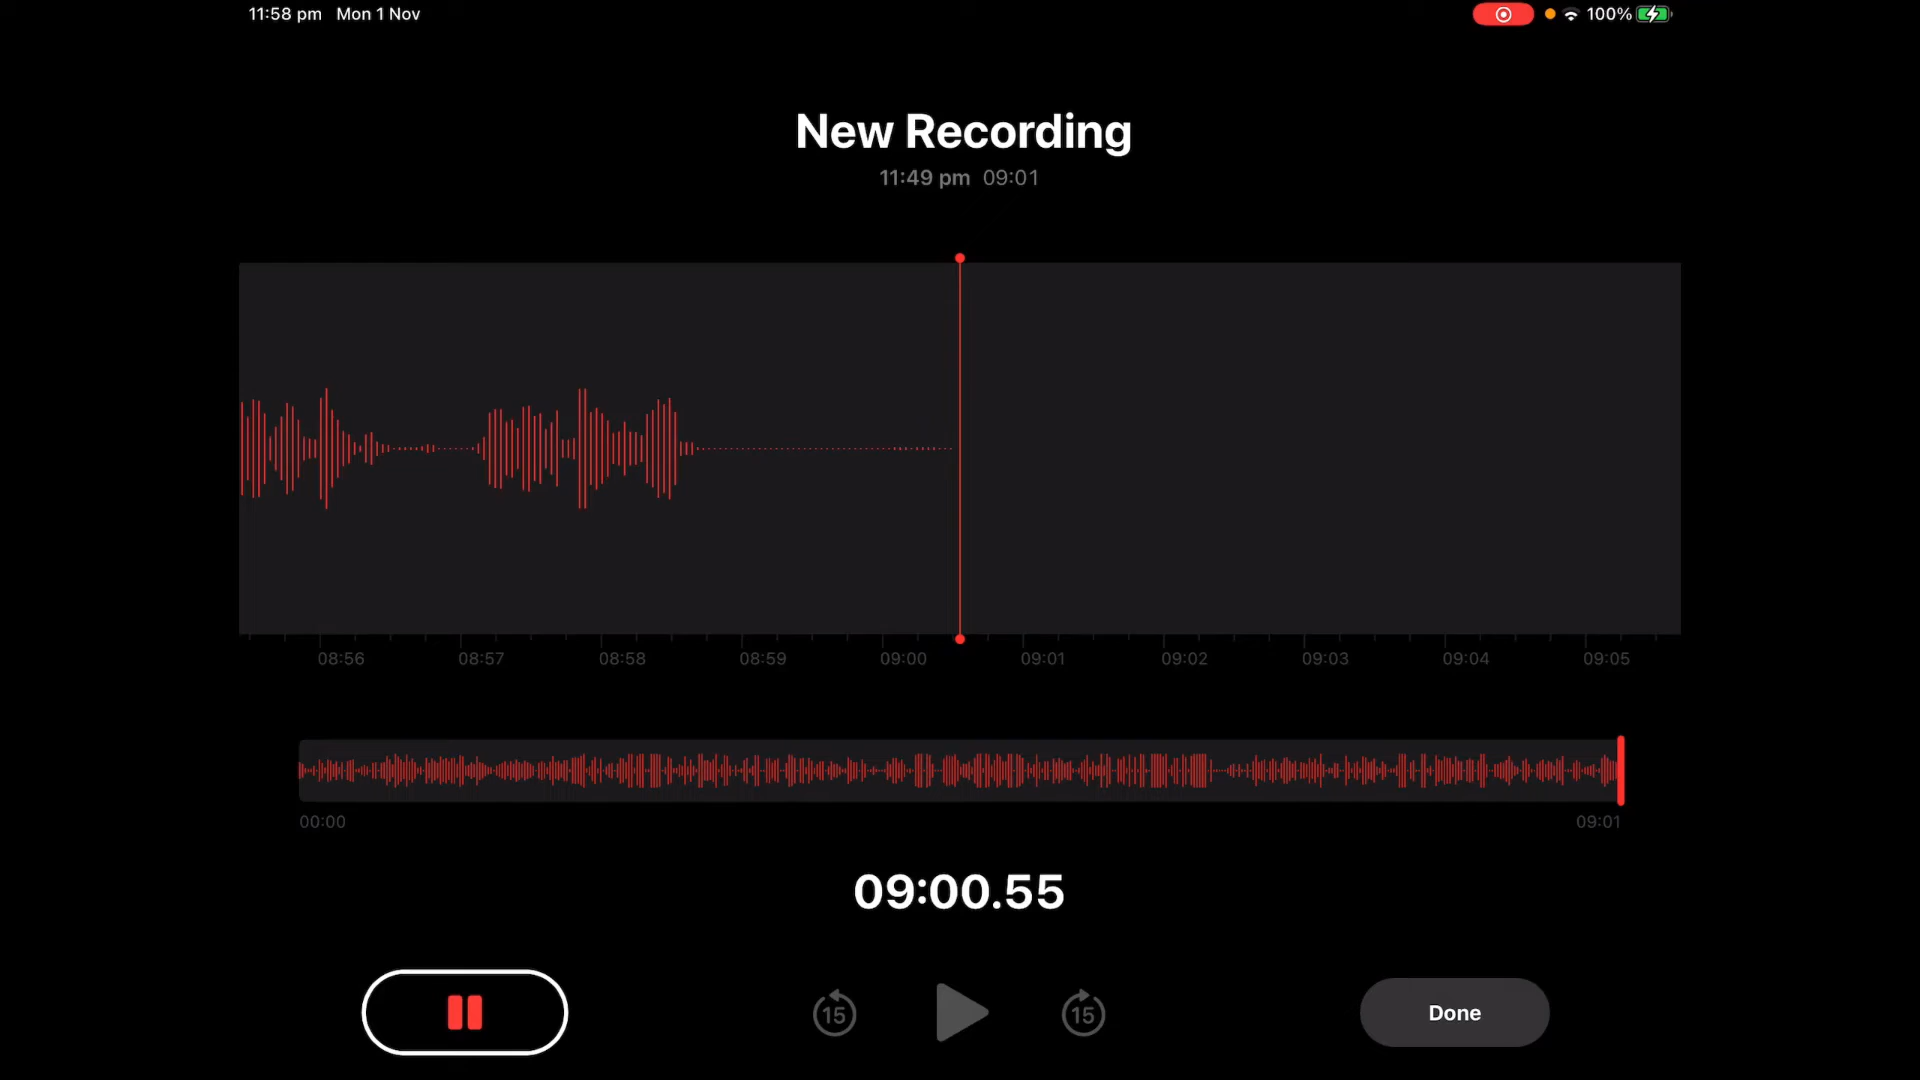 11:58 pm Mon 1 Nov
100%
New Recording
11:49 pm 09:01
08:56 08:57 08:58 08:59 09:00 09:01 09:02 09:03 09:04 09:05
00:00 09:01
09:00.55
15 15 Done